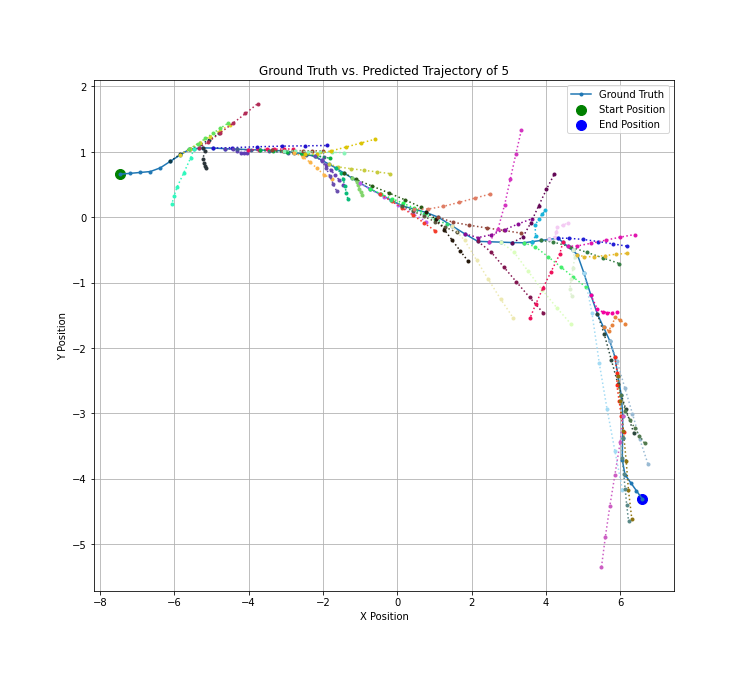 Ground Truth vs. Predicted Trajectory of 5
Ground Truth
Start Position
End Position
2
1
0
−1
−2
−3
−4
−5
Y Position
−8 −6 −4 −2 0 2 4 6
X Position